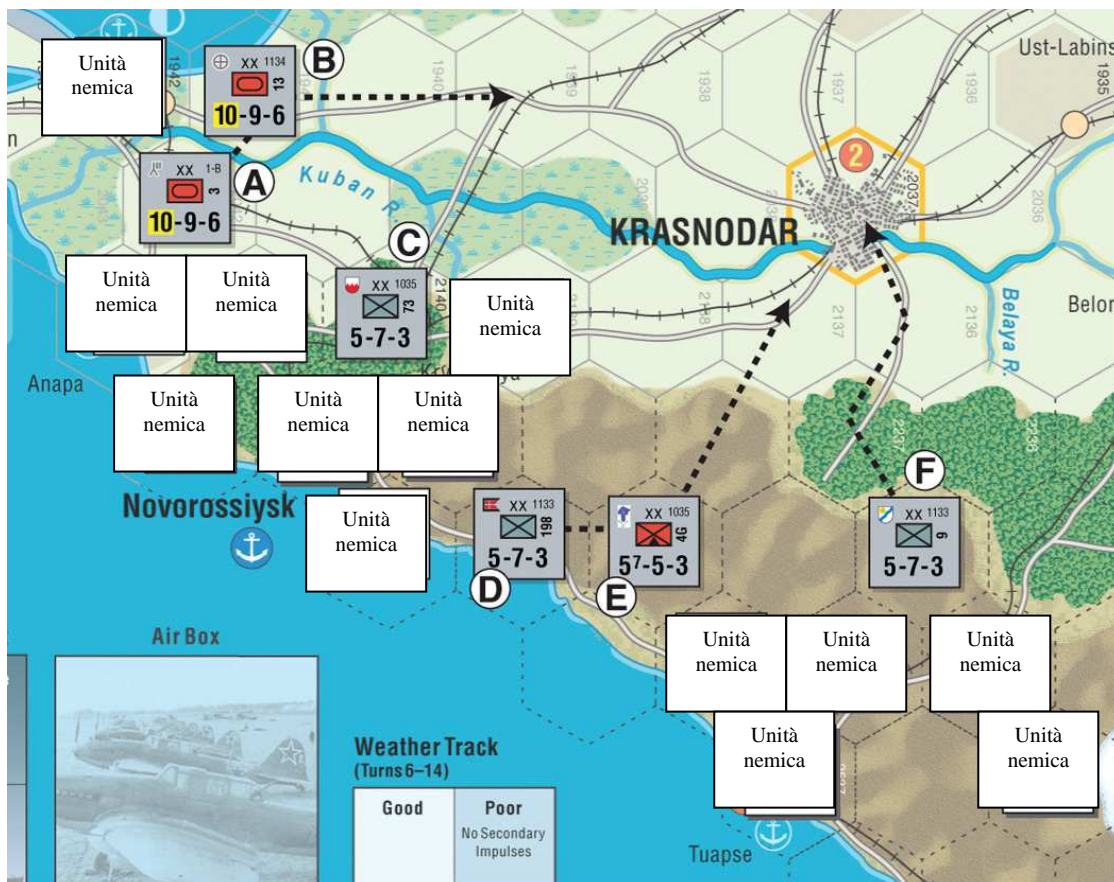 Unità
nemica
1942
XX 1134
13
10-9-6
B
1940
1939
1938
1937
1936
1935
Ust-Labins
XX 1-B
3
10-9-6
A
Kuban R.
2
2037
2036
KRASNODAR
C
XX 1035
73
5-7-3
2140
2138
2137
2136
Belaya R.
Belor
Unità
nemica
Unità
nemica
Unità
nemica
Anapa
Unità
nemica
Unità
nemica
Unità
nemica
Novorossiysk
Unità
nemica
XX 1133
198
5-7-3
D
XX 1035
4G
5⁷-5-3
E
F
XX 1133
9
5-7-3
2237
Unità
nemica
Unità
nemica
Unità
nemica
Unità
nemica
Unità
nemica
Tuapse
Air Box
Weather Track
(Turns 6–14)
Good
Poor
No Secondary
Impulses